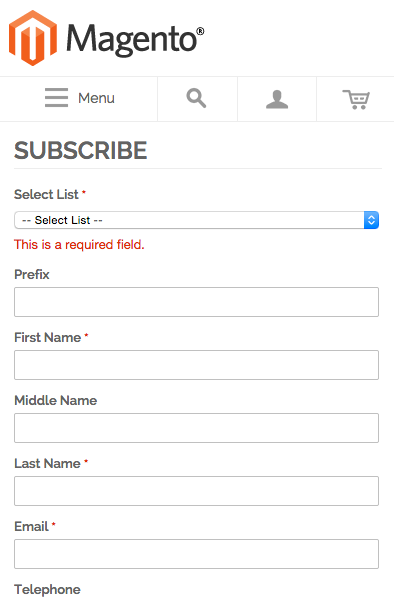 Magento®
Menu
SUBSCRIBE
Select List *
-- Select List --
This is a required field.
Prefix
First Name *
Middle Name
Last Name *
Email *
Telephone